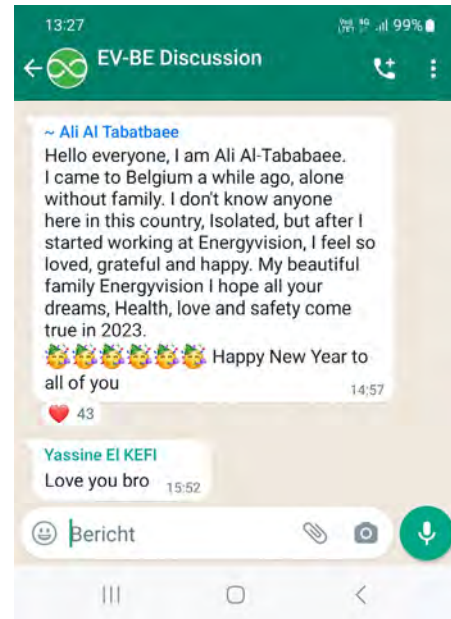 13:27
99%
EV-BE Discussion
~ Ali Al Tabatbaee
Hello everyone, I am Ali Al-Tababaee.
I came to Belgium a while ago, alone
without family. I don't know anyone
here in this country, Isolated, but after I
started working at Energyvision, I feel so
loved, grateful and happy. My beautiful
family Energyvision I hope all your
dreams, Health, love and safety come
true in 2023.
🥳🥳🥳🥳🥳🥳 Happy New Year to
all of you
14:57
❤️ 43
Yassine El KEFI
Love you bro 15:52
Bericht